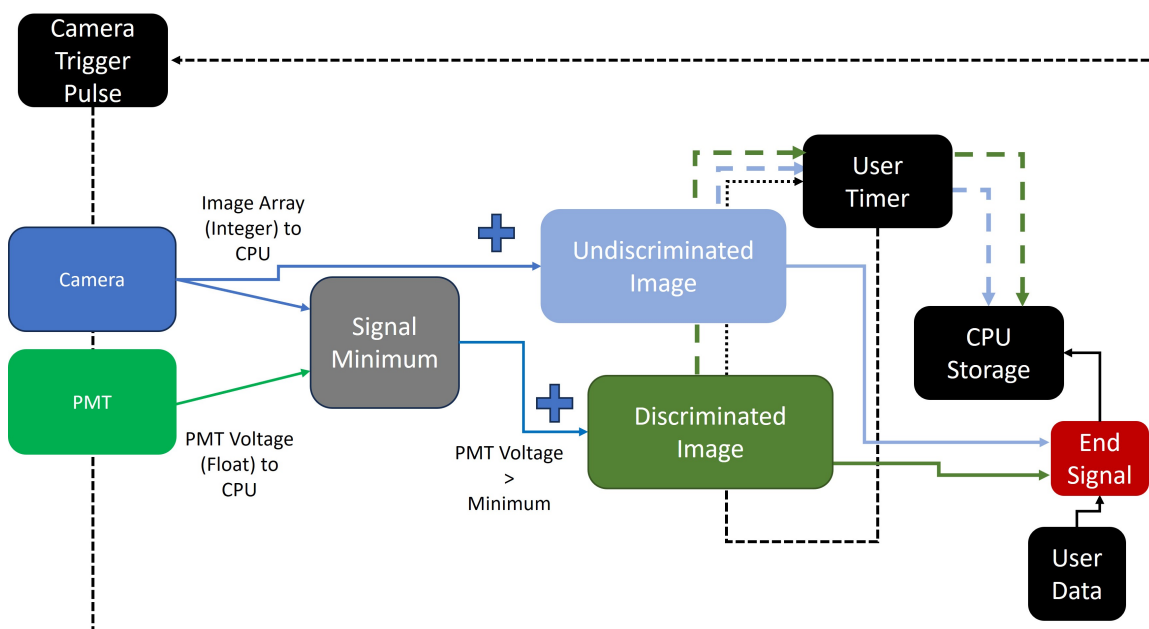 Camera
Trigger
Pulse
User
Timer
Image Array
(Integer) to
CPU
Undiscriminated
Image
Camera
Signal
Minimum
CPU
Storage
PMT
Discriminated
Image
PMT Voltage
(Float) to
CPU
PMT Voltage
>
Minimum
End
Signal
User
Data